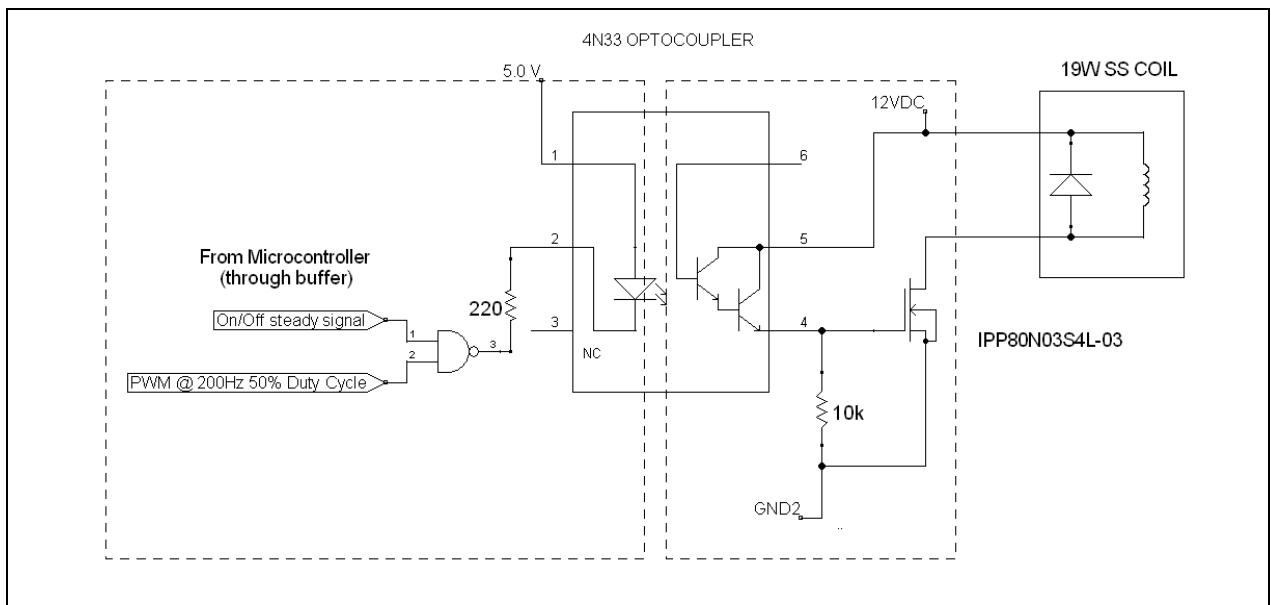 4N33 OPTOCOUPLER
5.0 V
19W SS COIL
12VDC
1
6
2
5
From Microcontroller
(through buffer)
220
On/Off steady signal
1
3
2
3
4
NC
IPP80N03S4L-03
PWM @ 200Hz 50% Duty Cycle
10k
GND2
..